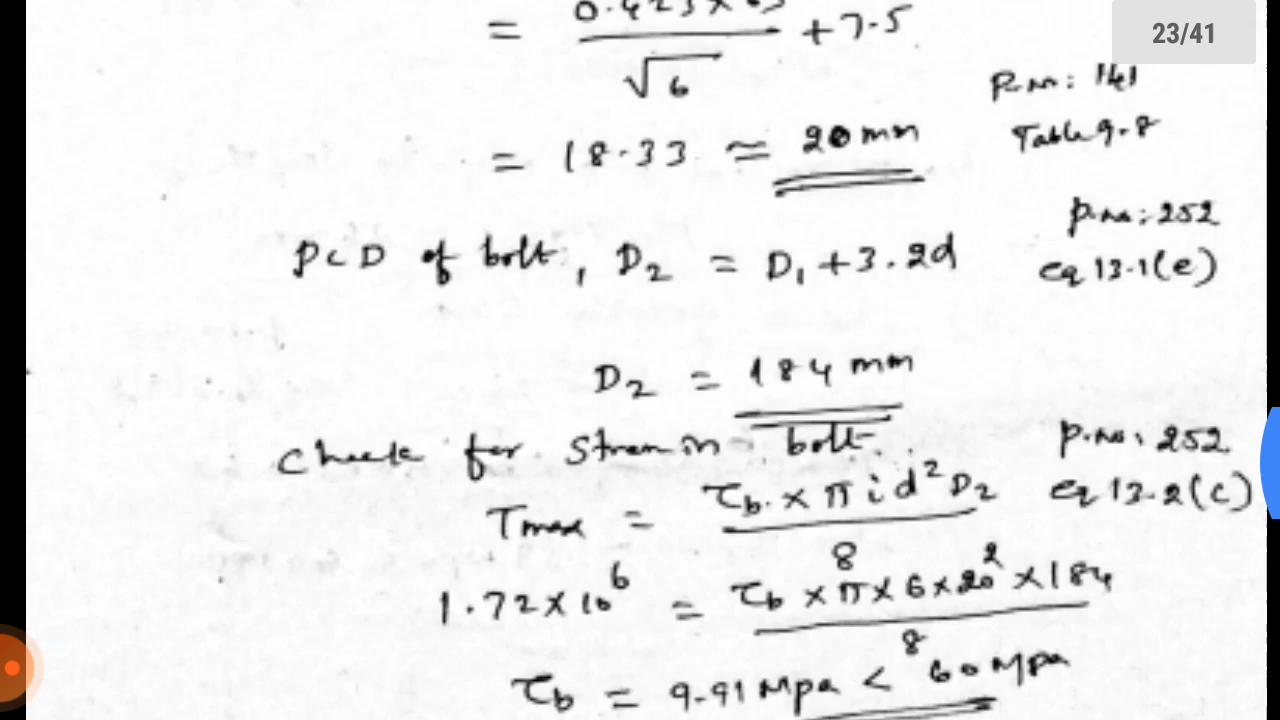 23/41
= 0.423×65 / √6 + 7.5
P.no: 141
= 18.33 ≈ 20 mm
Table 9.8
P.no: 252
PCD of bolt, D₂ = D₁ + 3.2d
eq 13.1(e)
D₂ = 184 mm
Check for stress in bolt.
P.no: 252
Tmax = τb × π i d² D₂ / 8
eq 13.2(c)
1.72×10⁶ = τb × π × 6 × 20² × 184 / 8
τb = 9.91 Mpa < 60 Mpa